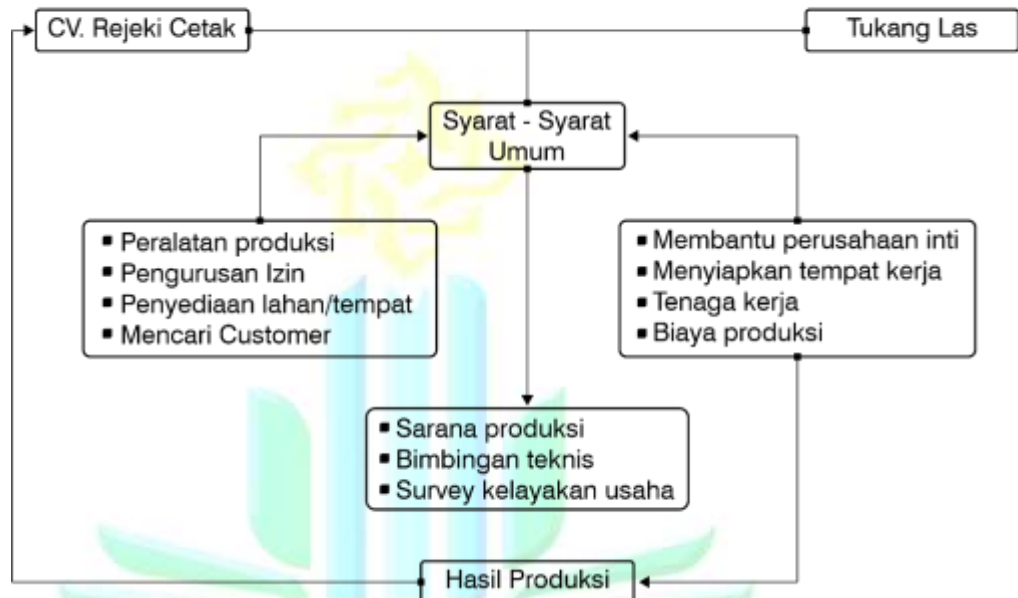 CV. Rejeki Cetak
Tukang Las
Syarat - Syarat
Umum
▪ Peralatan produksi
▪ Pengurusan Izin
▪ Penyediaan lahan/tempat
▪ Mencari Customer
▪ Membantu perusahaan inti
▪ Menyiapkan tempat kerja
▪ Tenaga kerja
▪ Biaya produksi
▪ Sarana produksi
▪ Bimbingan teknis
▪ Survey kelayakan usaha
Hasil Produksi